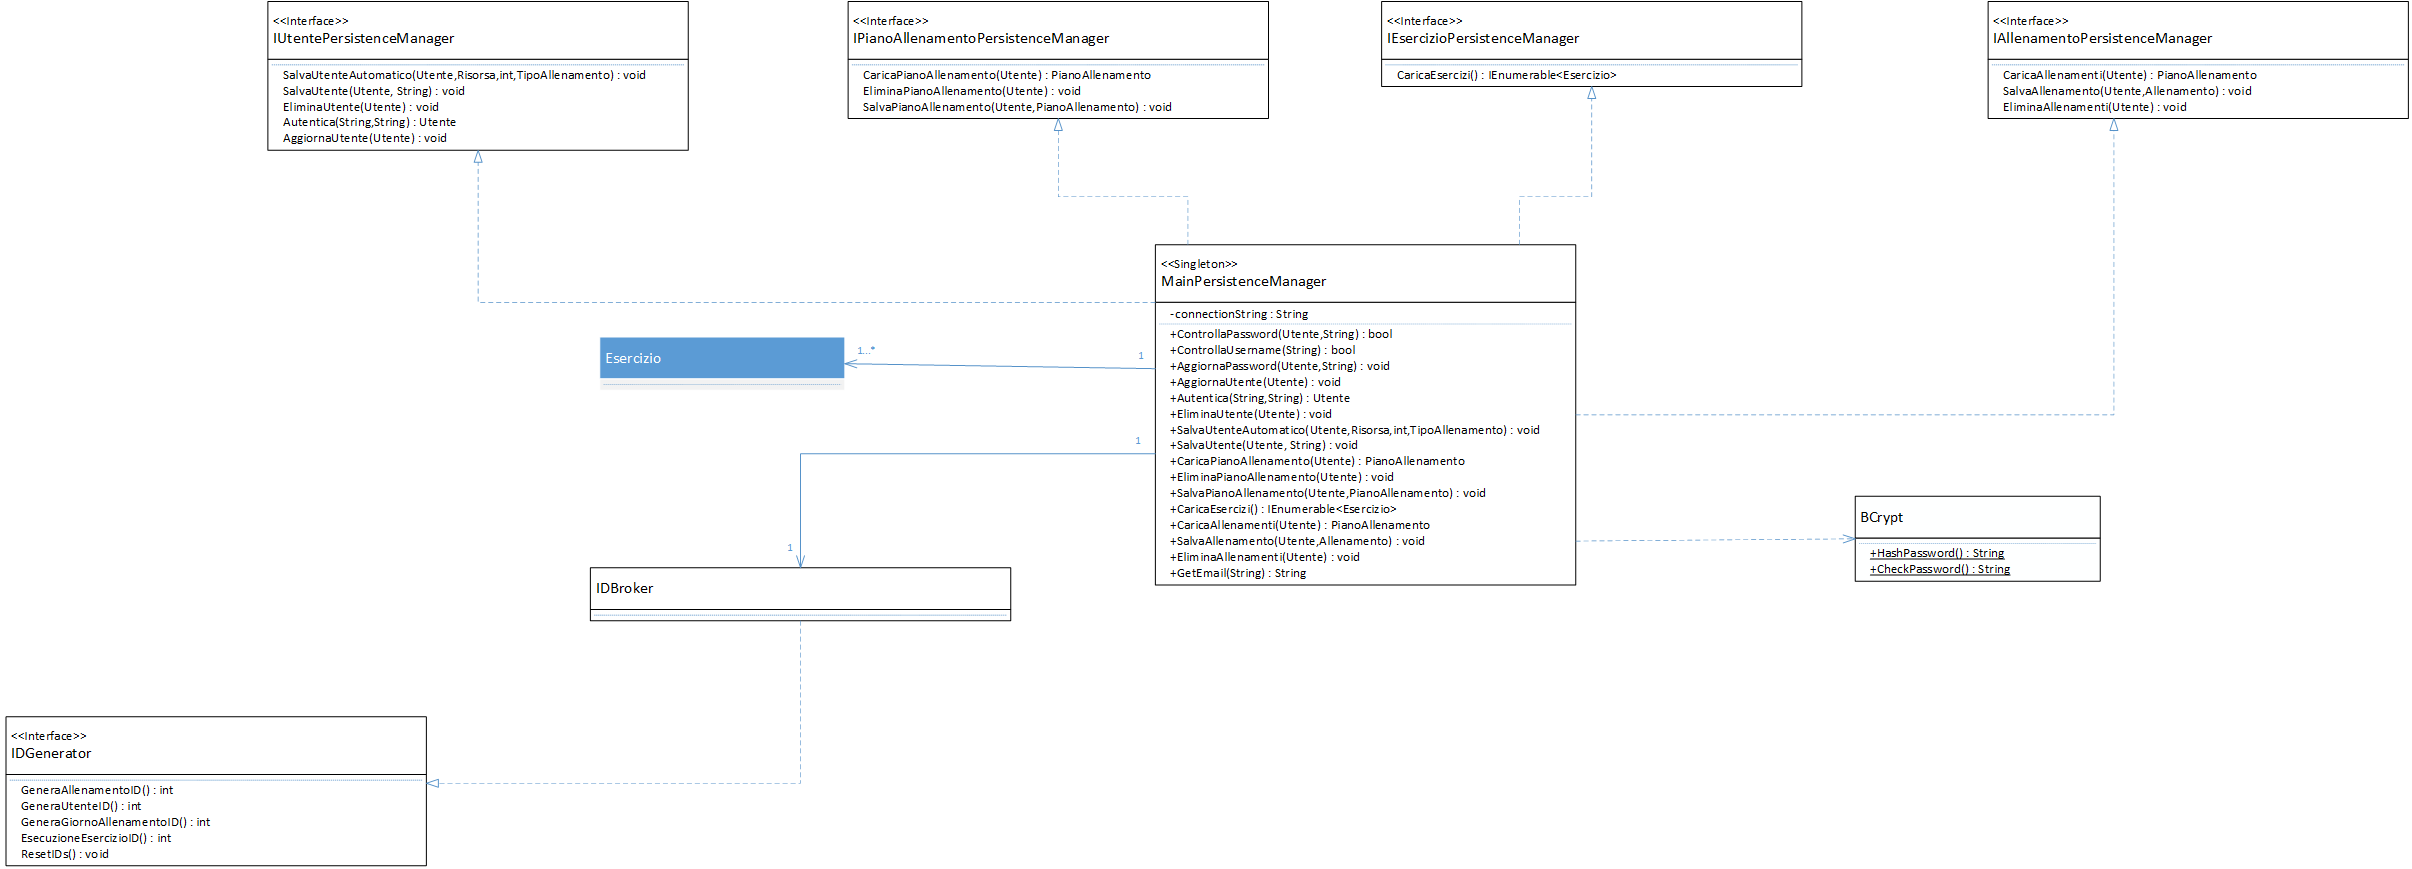 <<Interface>>
IUtentePersistenceManager
SalvaUtenteAutomatico(Utente,Risorsa,int,TipoAllenamento) : void
SalvaUtente(Utente, String) : void
EliminaUtente(Utente) : void
Autentica(String,String) : Utente
AggiornaUtente(Utente) : void
<<Interface>>
IPianoAllenamentoPersistenceManager
CaricaPianoAllenamento(Utente) : PianoAllenamento
EliminaPianoAllenamento(Utente) : void
SalvaPianoAllenamento(Utente,PianoAllenamento) : void
<<Interface>>
IEsercizioPersistenceManager
CaricaEsercizi() : IEnumerable<Esercizio>
<<Interface>>
IAllenamentoPersistenceManager
CaricaAllenamenti(Utente) : PianoAllenamento
SalvaAllenamento(Utente,Allenamento) : void
EliminaAllenamenti(Utente) : void
<<Singleton>>
MainPersistenceManager
-connectionString : String
+ControllaPassword(Utente,String) : bool
+ControllaUsername(String) : bool
+AggiornaPassword(Utente,String) : void
+AggiornaUtente(Utente) : void
+Autentica(String,String) : Utente
+EliminaUtente(Utente) : void
+SalvaUtenteAutomatico(Utente,Risorsa,int,TipoAllenamento) : void
+SalvaUtente(Utente, String) : void
+CaricaPianoAllenamento(Utente) : PianoAllenamento
+EliminaPianoAllenamento(Utente) : void
+SalvaPianoAllenamento(Utente,PianoAllenamento) : void
+CaricaEsercizi() : IEnumerable<Esercizio>
+CaricaAllenamenti(Utente) : PianoAllenamento
+SalvaAllenamento(Utente,Allenamento) : void
+EliminaAllenamenti(Utente) : void
+GetEmail(String) : String
Esercizio
1..*
1
1
1
BCrypt
+HashPassword() : String
+CheckPassword() : String
IDBroker
<<Interface>>
IDGenerator
GeneraAllenamentoID() : int
GeneraUtenteID() : int
GeneraGiornoAllenamentoID() : int
EsecuzioneEsercizioID() : int
ResetIDs() : void